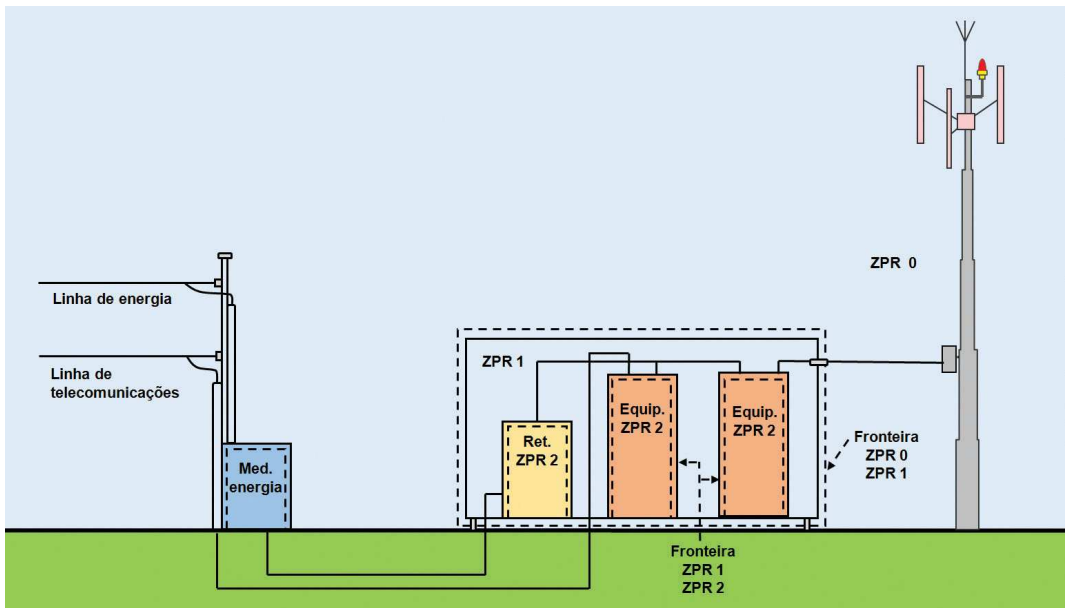 Linha de energia
Linha de
telecomunicações
Med.
energia
ZPR 1
Ret.
ZPR 2
Equip.
ZPR 2
Equip.
ZPR 2
ZPR 0
Fronteira
ZPR 0
ZPR 1
Fronteira
ZPR 1
ZPR 2